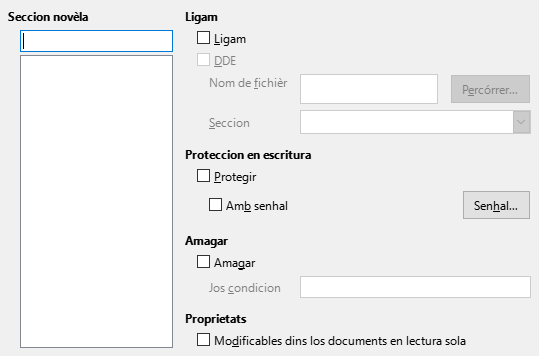 Seccion novèla
Ligam
Ligam
DDE
Nom de fichièr
Percórrer...
Seccion
Proteccion en escritura
Protegir
Amb senhal
Senhal...
Amagar
Amagar
Jos condicion
Proprietats
Modificables dins los documents en lectura sola